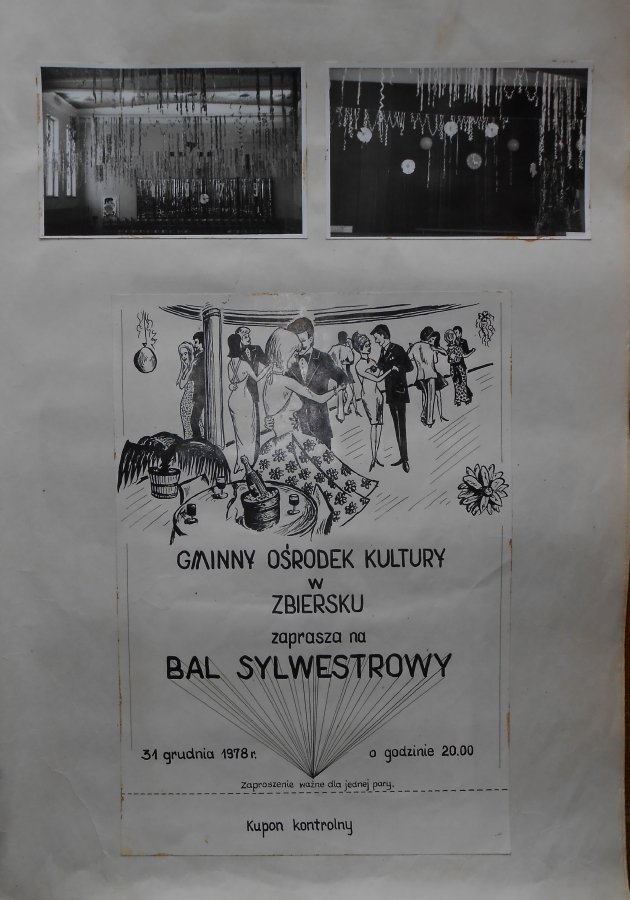 GMINNY OŚRODEK KULTURY
w
ZBIERSKU
zaprasza na
BAL SYLWESTROWY
31 grudnia 1978 r. o godzinie 20.00
Zaproszenie ważne dla jednej pary.
Kupon kontrolny